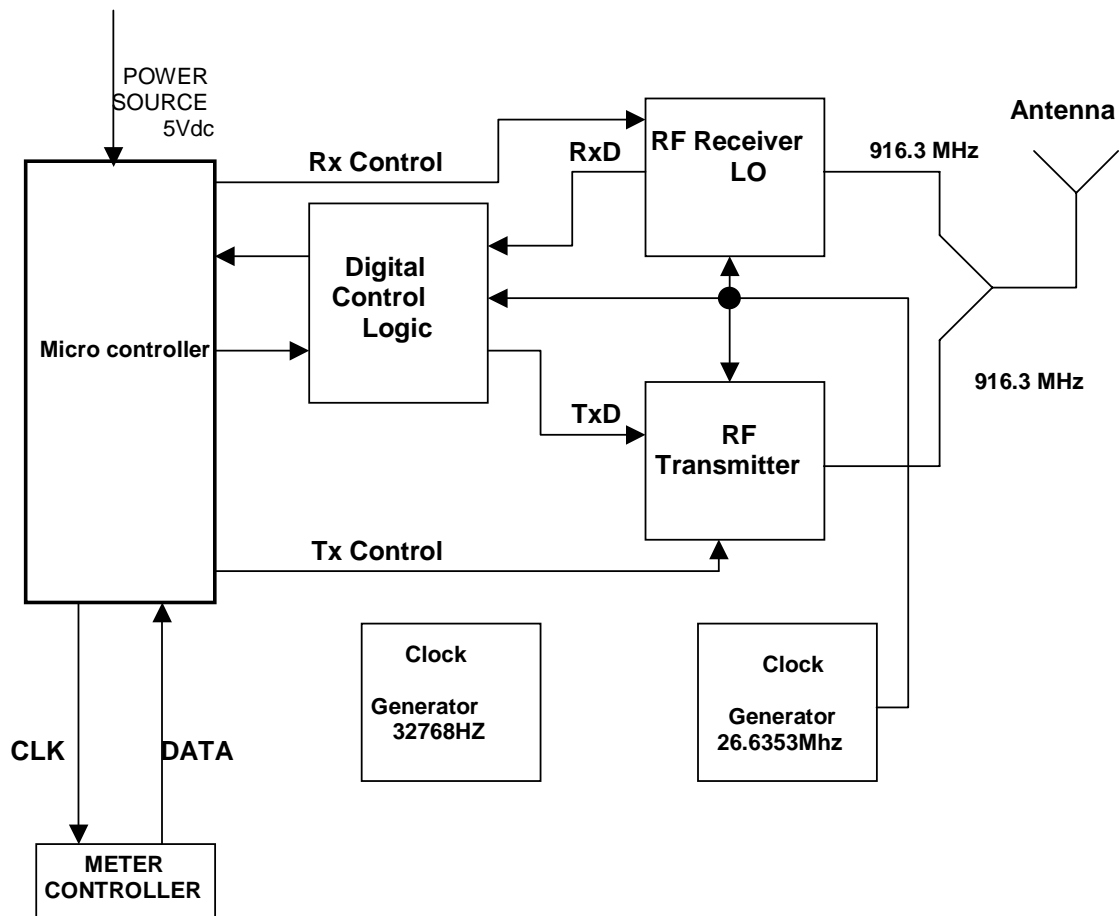 POWER
SOURCE
5Vdc
Antenna
RF Receiver
LO
916.3 MHz
Rx Control
RxD
Digital
Control
Logic
Micro controller
916.3 MHz
TxD
RF
Transmitter
Tx Control
Clock
Generator
32768HZ
Clock
Generator
26.6353Mhz
CLK
DATA
METER
CONTROLLER